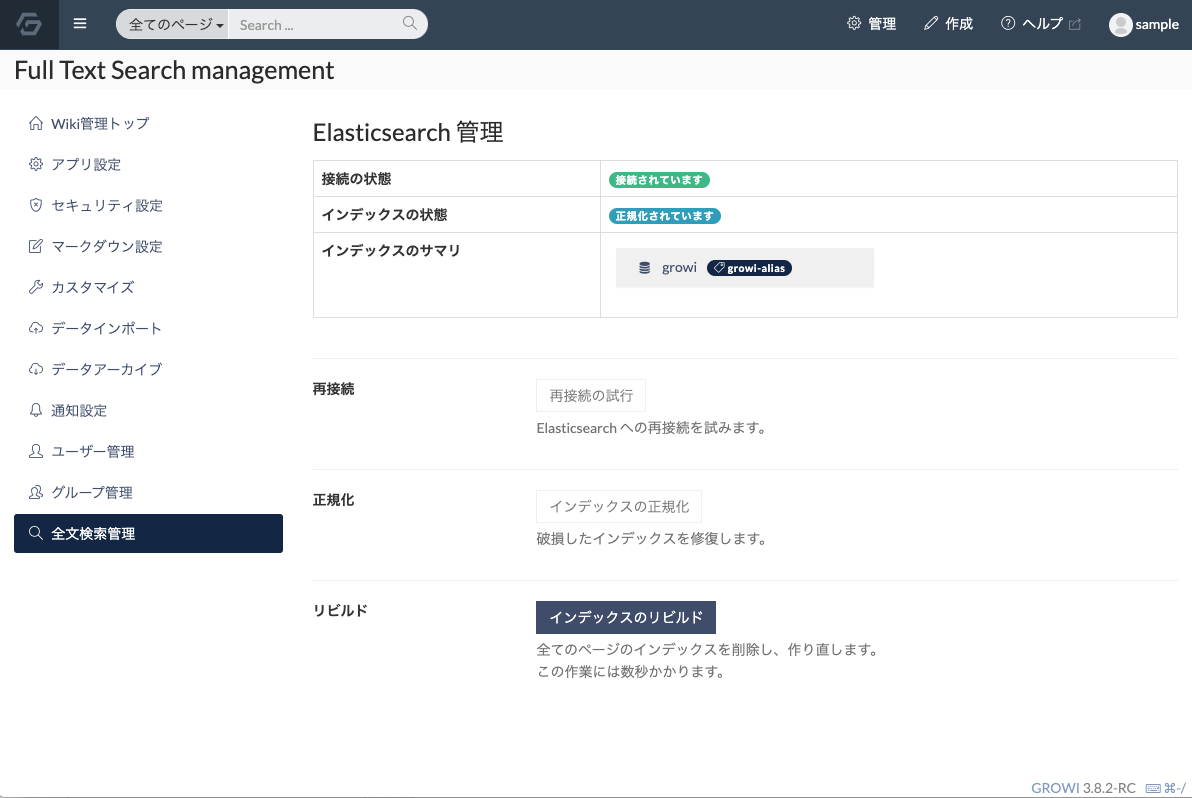 全てのページ Search ... 管理 作成 ヘルプ sample
Full Text Search management
Wiki管理トップ
アプリ設定
セキュリティ設定
マークダウン設定
カスタマイズ
データインポート
データアーカイブ
通知設定
ユーザー管理
グループ管理
全文検索管理
Elasticsearch 管理
接続の状態 接続されています
インデックスの状態 正規化されています
インデックスのサマリ growi growi-alias
再接続 再接続の試行
Elasticsearch への再接続を試みます。
正規化 インデックスの正規化
破損したインデックスを修復します。
リビルド インデックスのリビルド
全てのページのインデックスを削除し、作り直します。
この作業には数秒かかります。
GROWI 3.8.2-RC ⌘-/